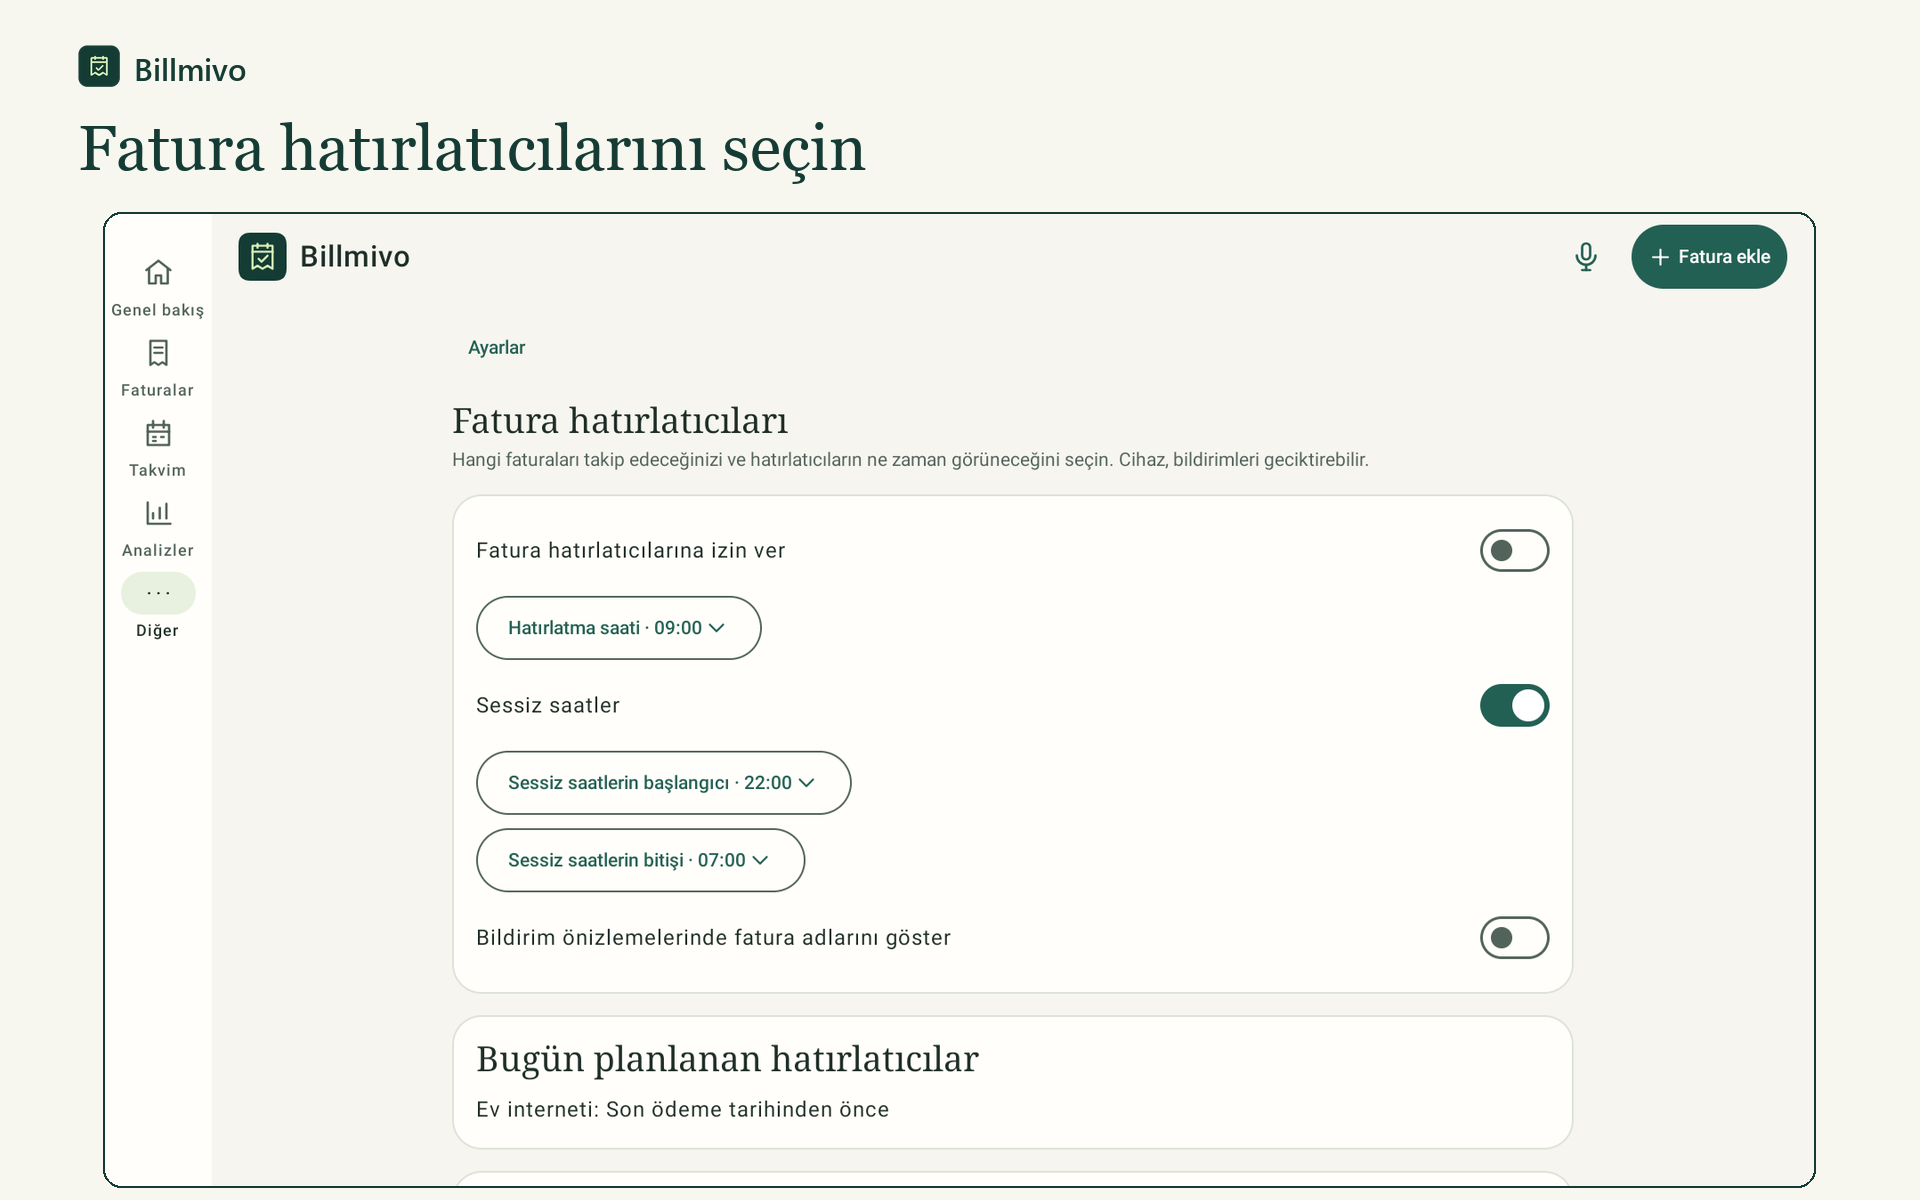 Billmivo
Fatura hatırlatıcılarını seçin
Billmivo
Fatura ekle
Genel bakış
Faturalar
Takvim
Analizler
Diğer
Ayarlar
Fatura hatırlatıcıları
Hangi faturaları takip edeceğinizi ve hatırlatıcıların ne zaman görüneceğini seçin. Cihaz, bildirimleri geciktirebilir.
Fatura hatırlatıcılarına izin ver
Hatırlatma saati · 09:00
Sessiz saatler
Sessiz saatlerin başlangıcı · 22:00
Sessiz saatlerin bitişi · 07:00
Bildirim önizlemelerinde fatura adlarını göster
Bugün planlanan hatırlatıcılar
Ev interneti: Son ödeme tarihinden önce